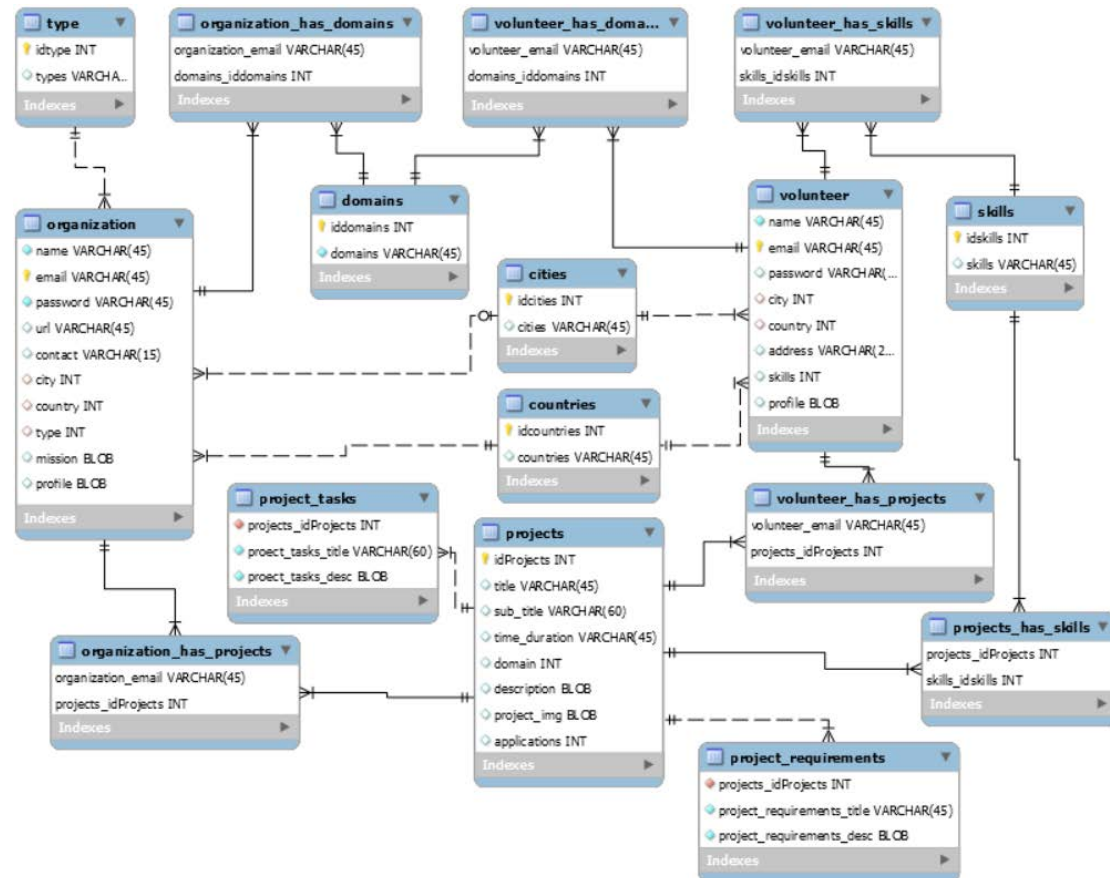 type
idtype INT
types VARCHA...
Indexes
organization_has_domains
organization_email VARCHAR(45)
domains_iddomains INT
Indexes
volunteer_has_doma...
volunteer_email VARCHAR(45)
domains_iddomains INT
Indexes
volunteer_has_skills
volunteer_email VARCHAR(45)
skills_idskills INT
Indexes
organization
name VARCHAR(45)
email VARCHAR(45)
password VARCHAR(45)
url VARCHAR(45)
contact VARCHAR(15)
city INT
country INT
type INT
mission BLOB
profile BLOB
Indexes
domains
iddomains INT
domains VARCHAR(45)
Indexes
cities
idcities INT
cities VARCHAR(45)
Indexes
volunteer
name VARCHAR(45)
email VARCHAR(45)
password VARCHAR(...
city INT
country INT
address VARCHAR(2...
skills INT
profile BLOB
Indexes
skills
idskills INT
skills VARCHAR(45)
Indexes
countries
idcountries INT
countries VARCHAR(45)
Indexes
project_tasks
projects_idProjects INT
proect_tasks_title VARCHAR(60)
proect_tasks_desc BLOB
Indexes
projects
idProjects INT
title VARCHAR(45)
sub_title VARCHAR(60)
time_duration VARCHAR(45)
domain INT
description BLOB
project_img BLOB
applications INT
Indexes
volunteer_has_projects
volunteer_email VARCHAR(45)
projects_idProjects INT
Indexes
organization_has_projects
organization_email VARCHAR(45)
projects_idProjects INT
Indexes
projects_has_skills
projects_idProjects INT
skills_idskills INT
Indexes
project_requirements
projects_idProjects INT
project_requirements_title VARCHAR(45)
project_requirements_desc BLOB
Indexes